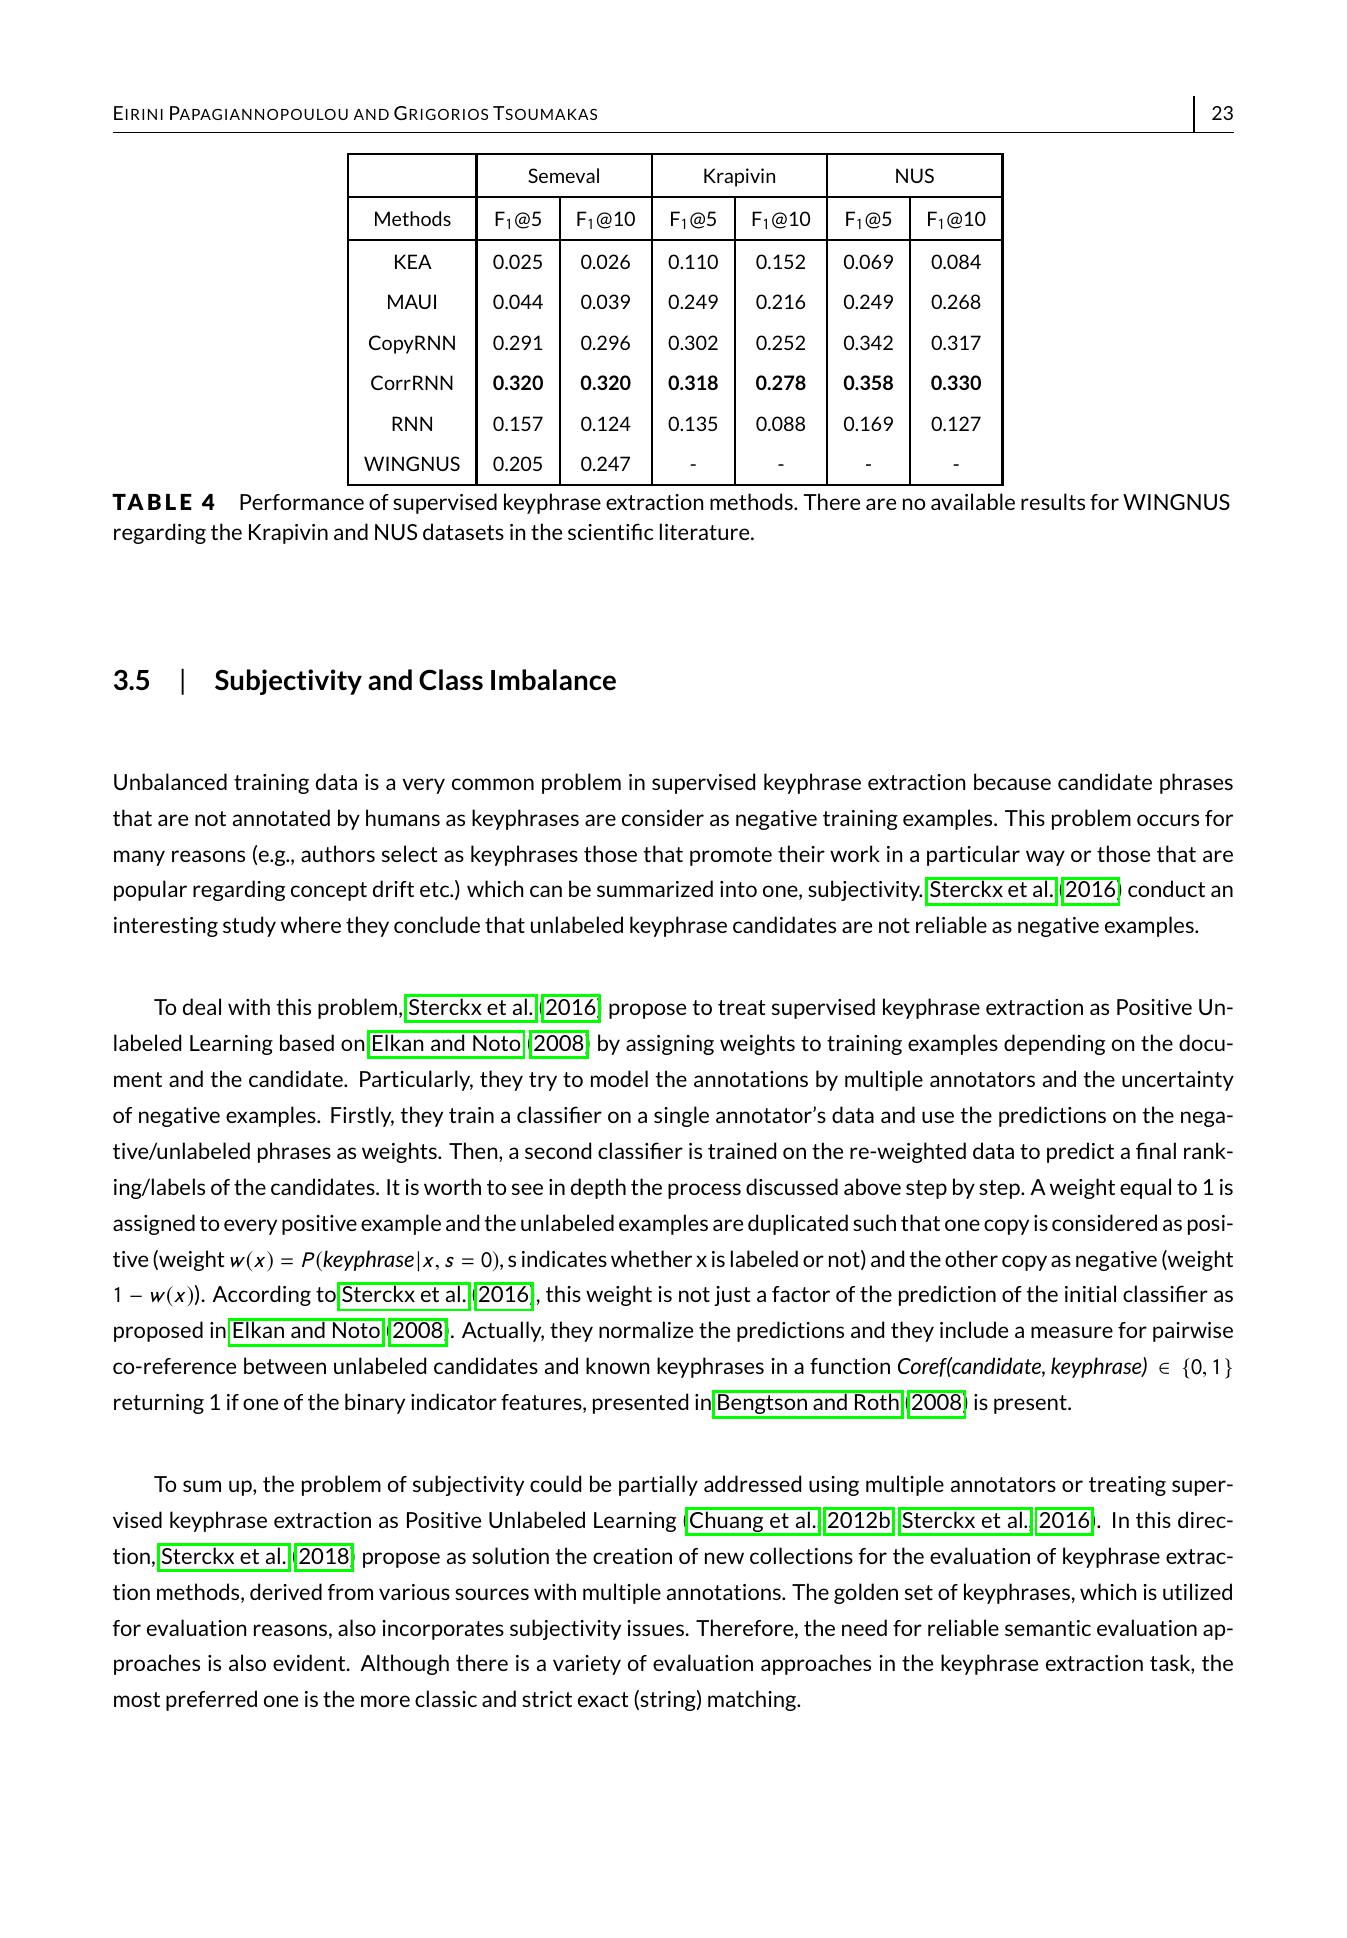 EIRINI PAPAGIANNOPOULOU AND GRIGORIOS TSOUMAKAS 23
Semeval Krapivin NUS
Methods F1@5 F1@10 F1@5 F1@10 F1@5 F1@10
KEA 0.025 0.026 0.110 0.152 0.069 0.084
MAUI 0.044 0.039 0.249 0.216 0.249 0.268
CopyRNN 0.291 0.296 0.302 0.252 0.342 0.317
CorrRNN 0.320 0.320 0.318 0.278 0.358 0.330
RNN 0.157 0.124 0.135 0.088 0.169 0.127
WINGNUS 0.205 0.247 - - - -
TABLE 4 Performance of supervised keyphrase extraction methods. There are no available results for WINGNUS
regarding the Krapivin and NUS datasets in the scientific literature.
3.5 | Subjectivity and Class Imbalance
Unbalanced training data is a very common problem in supervised keyphrase extraction because candidate phrases
that are not annotated by humans as keyphrases are consider as negative training examples. This problem occurs for
many reasons (e.g., authors select as keyphrases those that promote their work in a particular way or those that are
popular regarding concept drift etc.) which can be summarized into one, subjectivity. Sterckx et al. (2016) conduct an
interesting study where they conclude that unlabeled keyphrase candidates are not reliable as negative examples.
To deal with this problem, Sterckx et al. (2016) propose to treat supervised keyphrase extraction as Positive Un-
labeled Learning based on Elkan and Noto (2008) by assigning weights to training examples depending on the docu-
ment and the candidate. Particularly, they try to model the annotations by multiple annotators and the uncertainty
of negative examples. Firstly, they train a classifier on a single annotator's data and use the predictions on the nega-
tive/unlabeled phrases as weights. Then, a second classifier is trained on the re-weighted data to predict a final rank-
ing/labels of the candidates. It is worth to see in depth the process discussed above step by step. A weight equal to 1 is
assigned to every positive example and the unlabeled examples are duplicated such that one copy is considered as posi-
tive (weight w(x) = P(keyphrase|x, s = 0), s indicates whether x is labeled or not) and the other copy as negative (weight
1 − w(x)). According to Sterckx et al. (2016), this weight is not just a factor of the prediction of the initial classifier as
proposed in Elkan and Noto (2008). Actually, they normalize the predictions and they include a measure for pairwise
co-reference between unlabeled candidates and known keyphrases in a function Coref(candidate, keyphrase) ∈ {0, 1}
returning 1 if one of the binary indicator features, presented in Bengtson and Roth (2008) is present.
To sum up, the problem of subjectivity could be partially addressed using multiple annotators or treating super-
vised keyphrase extraction as Positive Unlabeled Learning (Chuang et al., 2012b; Sterckx et al., 2016). In this direc-
tion, Sterckx et al. (2018) propose as solution the creation of new collections for the evaluation of keyphrase extrac-
tion methods, derived from various sources with multiple annotations. The golden set of keyphrases, which is utilized
for evaluation reasons, also incorporates subjectivity issues. Therefore, the need for reliable semantic evaluation ap-
proaches is also evident. Although there is a variety of evaluation approaches in the keyphrase extraction task, the
most preferred one is the more classic and strict exact (string) matching.